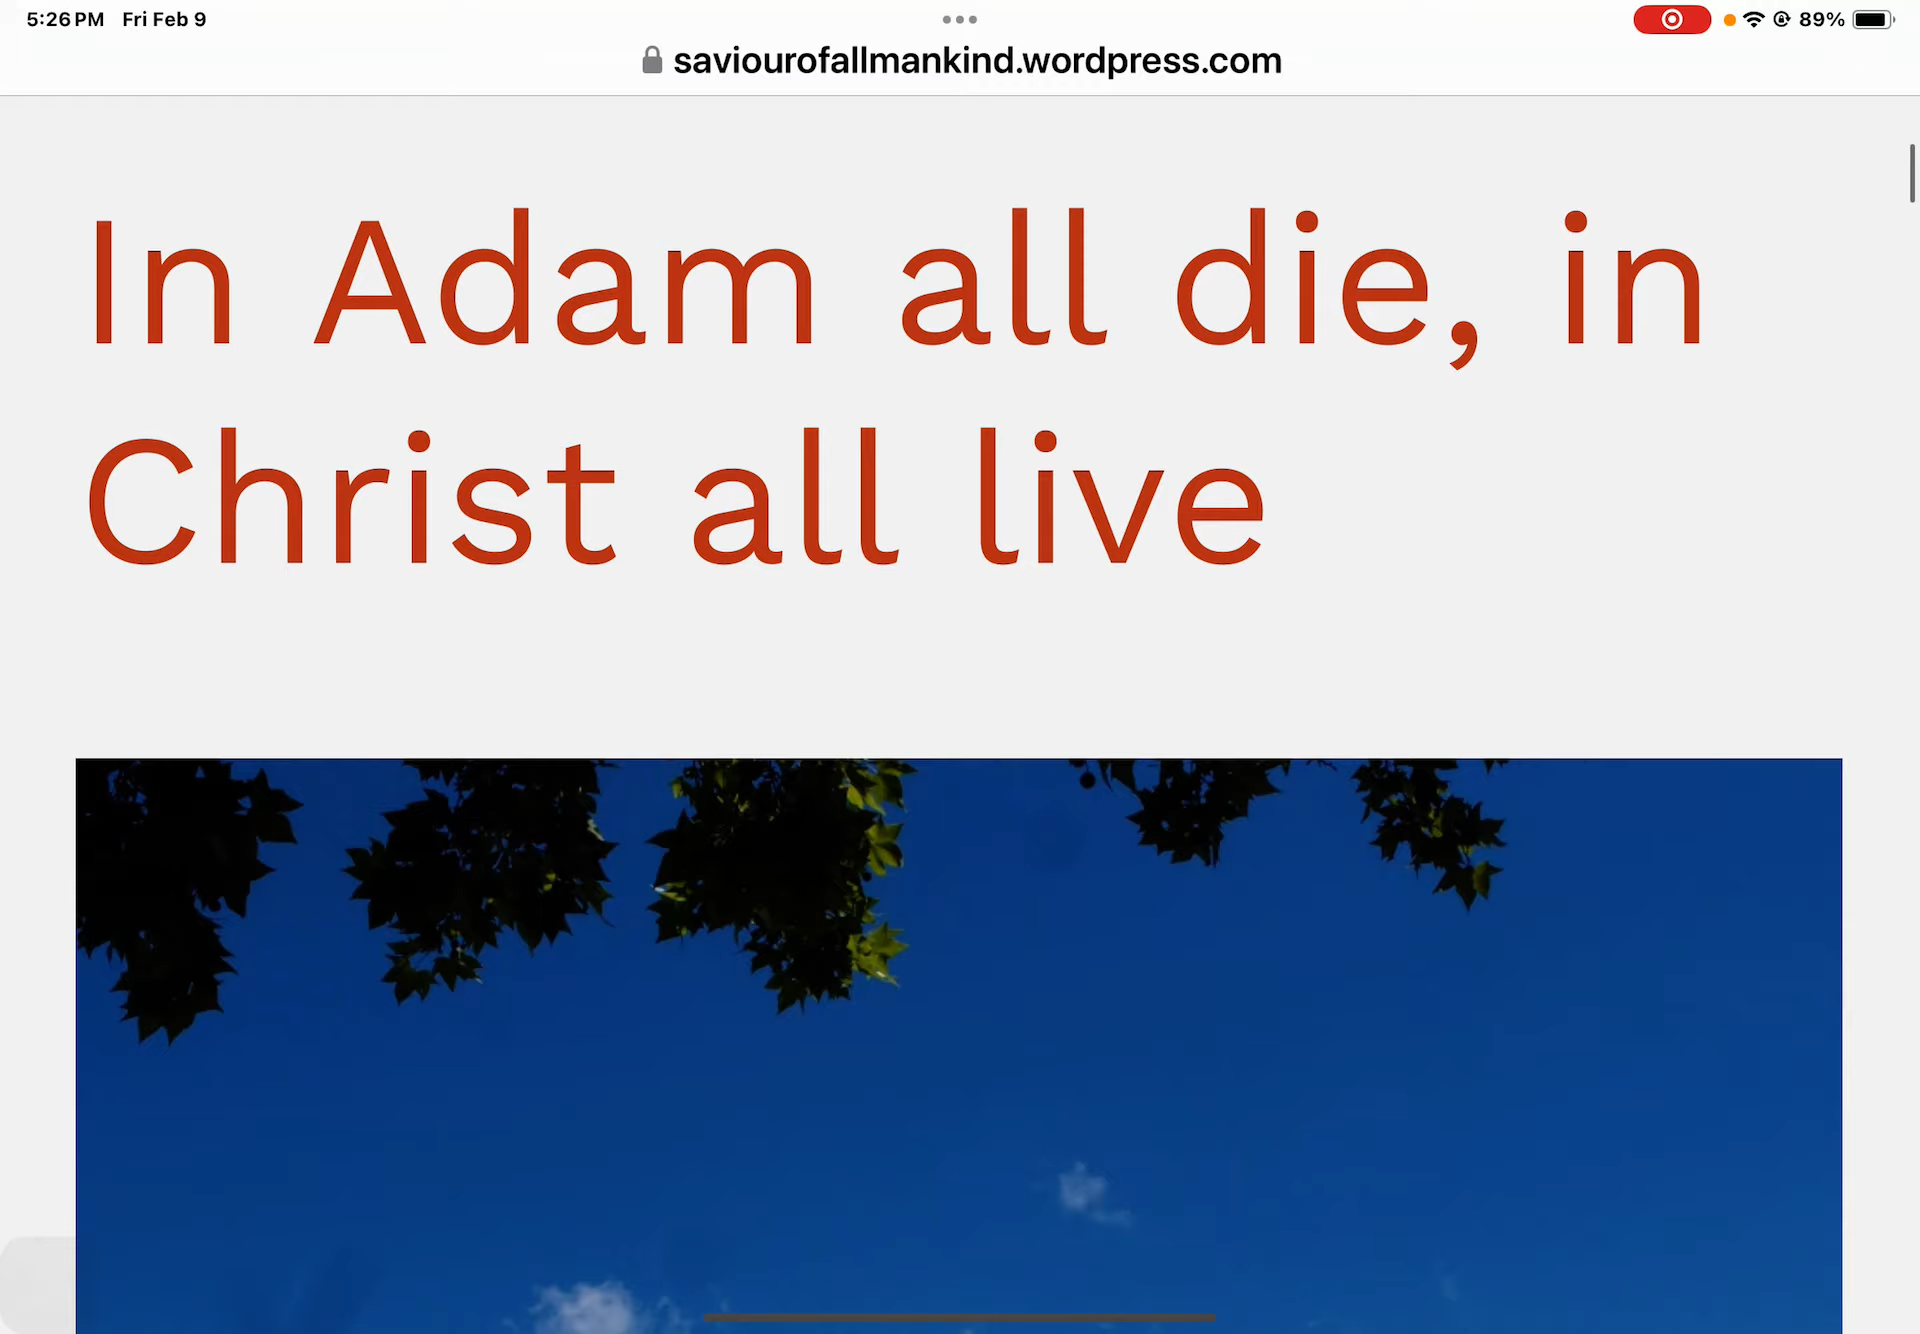 5:26 PM Fri Feb 9
89%
saviourofallmankind.wordpress.com
In Adam all die, in
Christ all live